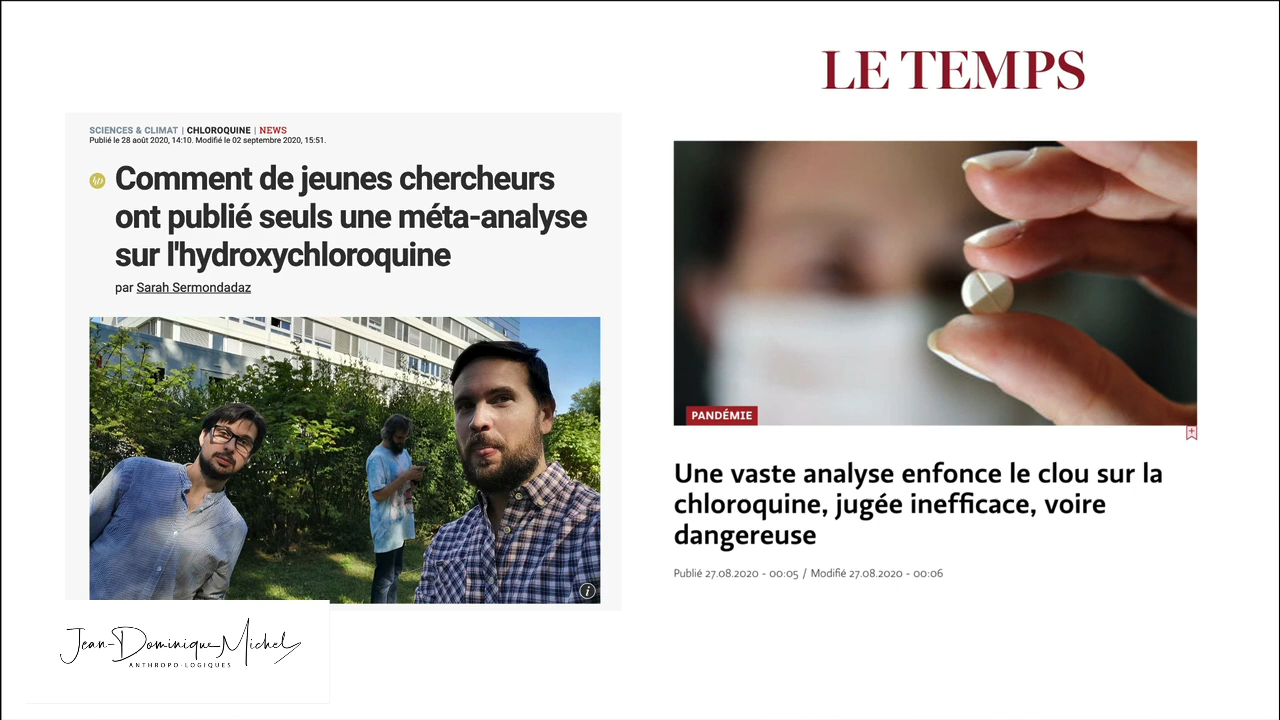 SCIENCES & CLIMAT | CHLOROQUINE | NEWS
Publié le 28 août 2020, 14:10. Modifié le 02 septembre 2020, 15:51.
hp
Comment de jeunes chercheurs
ont publié seuls une méta-analyse
sur l'hydroxychloroquine
par Sarah Sermondadaz
i
Jean-Dominique Michel
ANTHROPO-LOGIQUES
LE TEMPS
PANDÉMIE
Une vaste analyse enfonce le clou sur la
chloroquine, jugée inefficace, voire
dangereuse
Publié 27.08.2020 - 00:05 / Modifié 27.08.2020 - 00:06